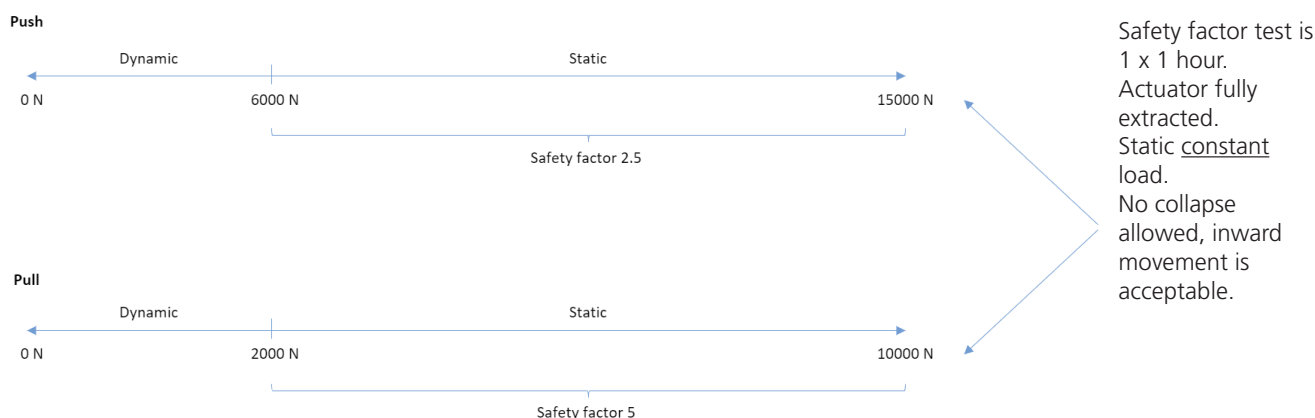 Push
Dynamic
Static
0 N
6000 N
15000 N
Safety factor 2.5
Pull
Dynamic
Static
0 N
2000 N
10000 N
Safety factor 5
Safety factor test is
1 x 1 hour.
Actuator fully
extracted.
Static constant
load.
No collapse
allowed, inward
movement is
acceptable.